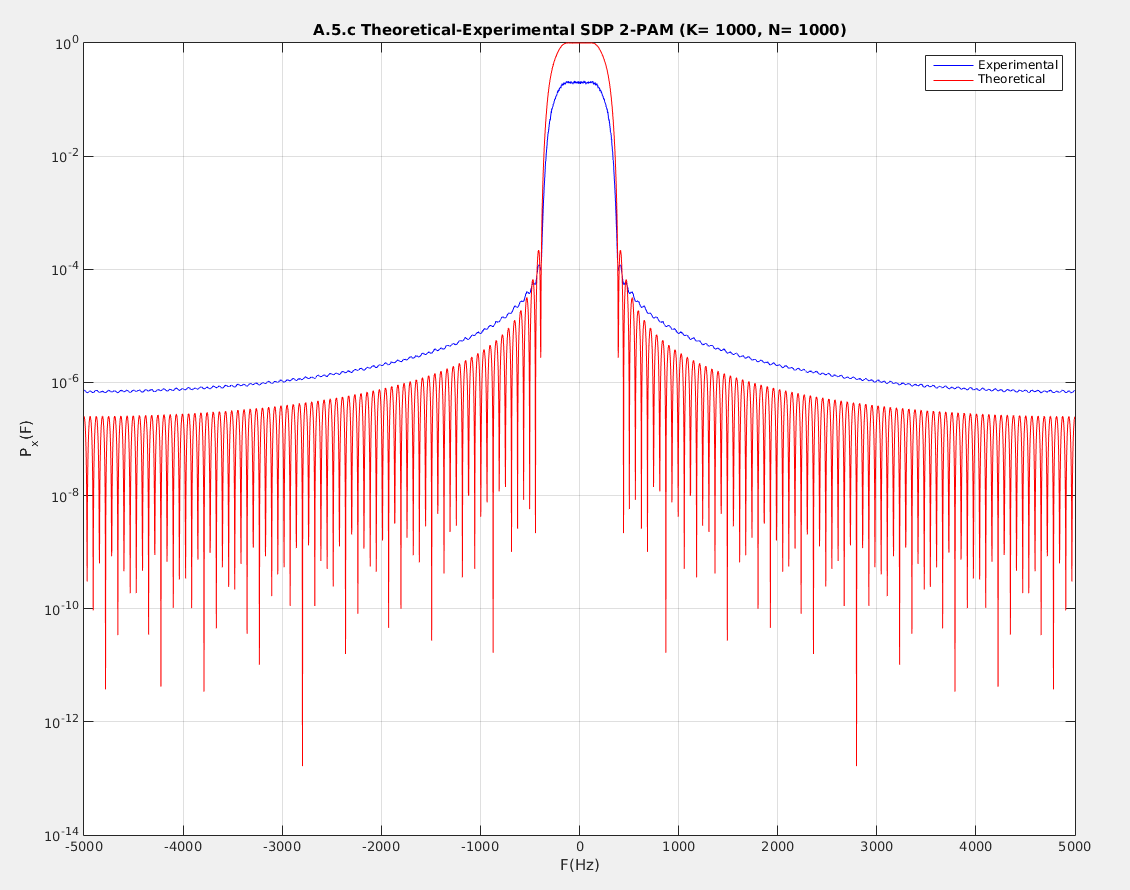 A.5.c Theoretical-Experimental SDP 2-PAM (K= 1000, N= 1000)
Experimental
Theoretical
10^0
10^-2
10^-4
10^-6
10^-8
10^-10
10^-12
10^-14
P_x(F)
-5000 -4000 -3000 -2000 -1000 0 1000 2000 3000 4000 5000
F(Hz)